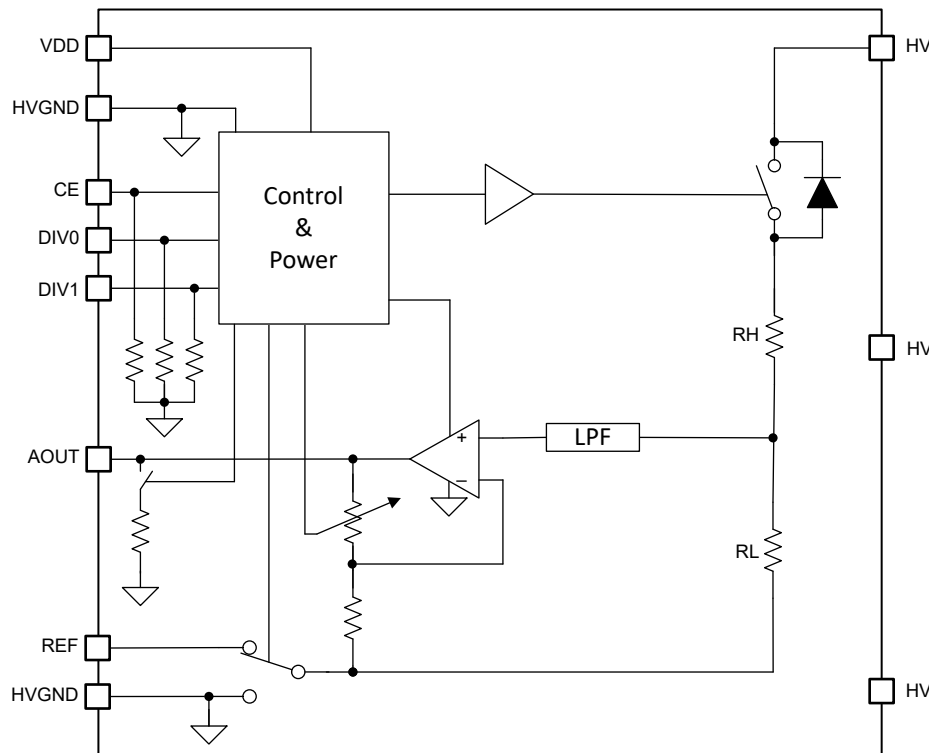 VDD
HV
HVGND
CE
Control
&
Power
DIV0
DIV1
RH
HV
AOUT
+
LPF
−
RL
REF
HVGND
HV